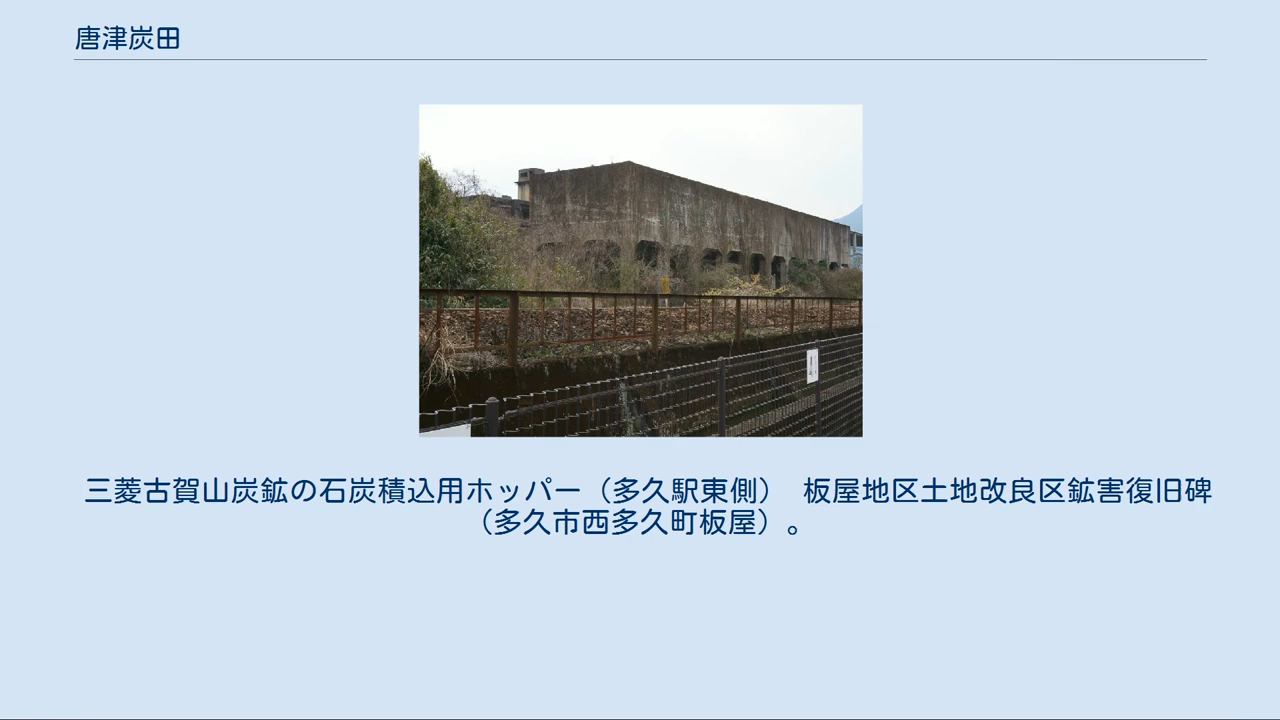 唐津炭田
三菱古賀山炭鉱の石炭積込用ホッパー（多久駅東側）　板屋地区土地改良区鉱害復旧碑
（多久市西多久町板屋）。